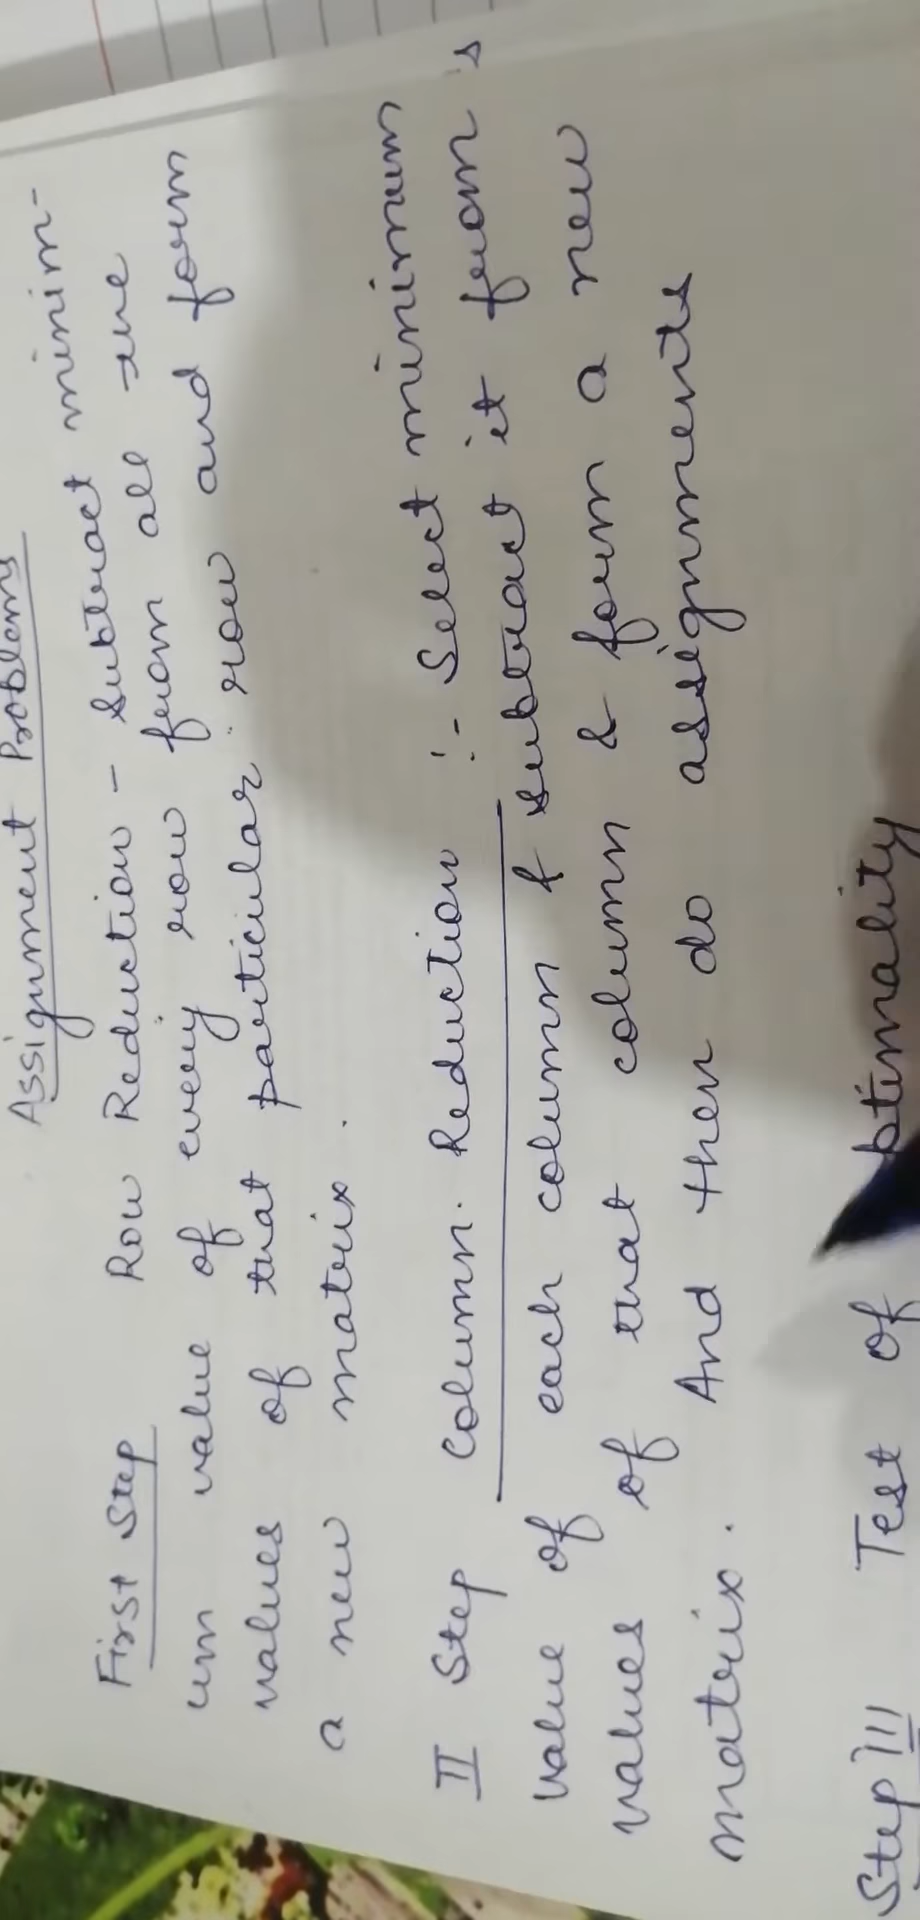 Assignment Problems
First Step Row Reduction - Subtract minim-
um value of every row from all the
values of that particular row and form
a new matrix.
II Step Column. Reduction :- Select minimum
value of each column & subtract it from
values of that column & form a new
matrix. And then do assignments
Step III Test of optimality